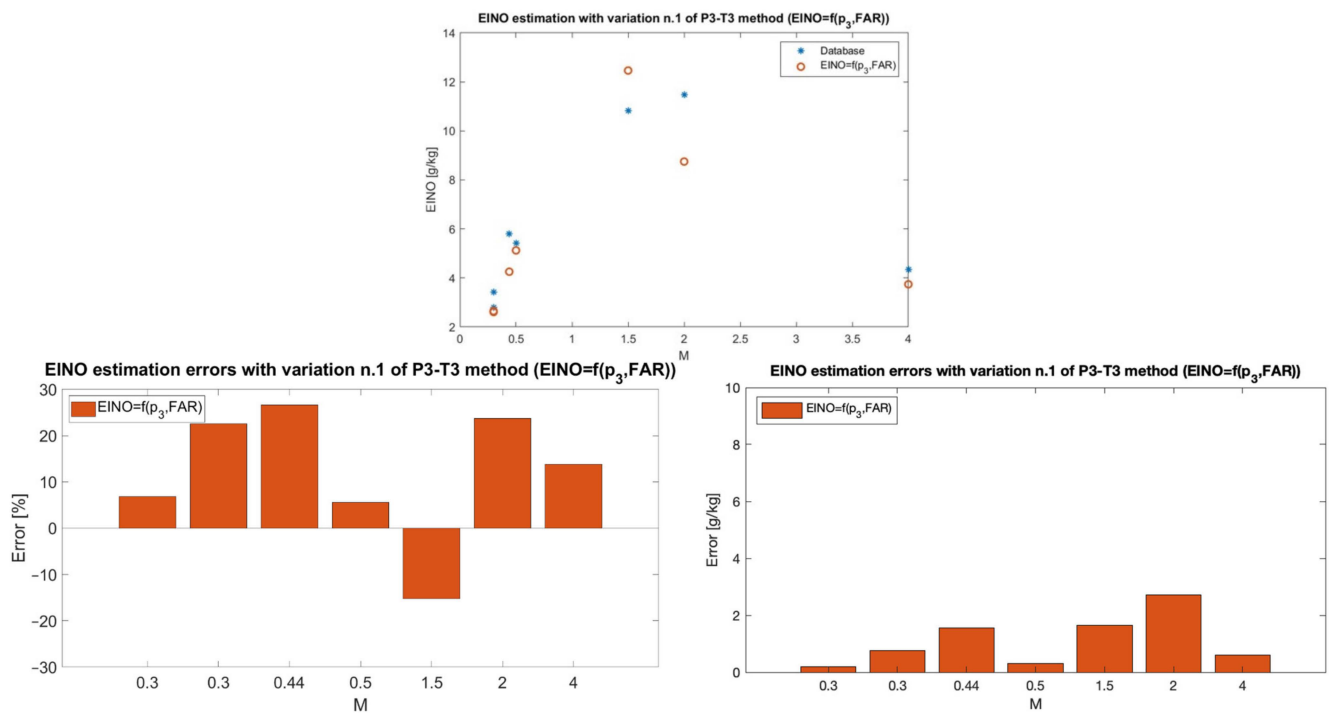 EINO estimation with variation n.1 of P3-T3 method (EINO=f(p3,FAR))
14
12
10
8
6
4
2
EINO [g/kg]
Database
EINO=f(p3,FAR)
0 0.5 1 1.5 2 2.5 3 3.5 4
M
EINO estimation errors with variation n.1 of P3-T3 method (EINO=f(p3,FAR))
30
20
10
0
−10
−20
−30
Error [%]
EINO=f(p3,FAR)
0.3 0.3 0.44 0.5 1.5 2 4
M
EINO estimation errors with variation n.1 of P3-T3 method (EINO=f(p3,FAR))
10
8
6
4
2
0
Error [g/kg]
EINO=f(p3,FAR)
0.3 0.3 0.44 0.5 1.5 2 4
M